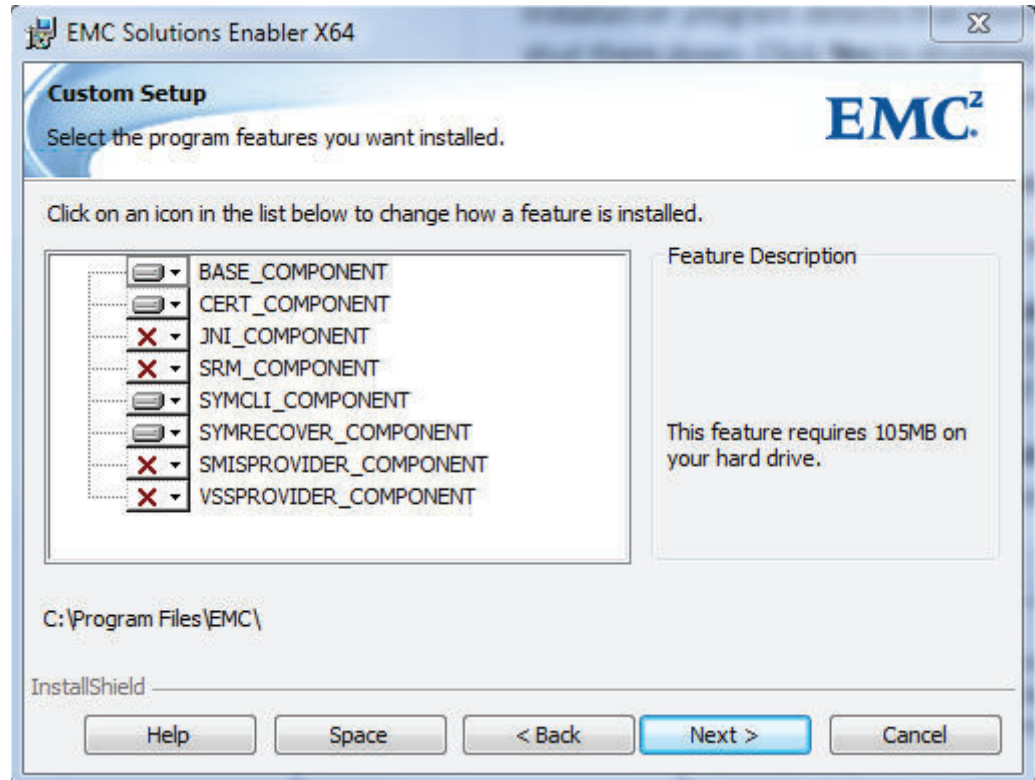 EMC Solutions Enabler X64
Custom Setup
Select the program features you want installed.
EMC²
Click on an icon in the list below to change how a feature is installed.
BASE_COMPONENT
CERT_COMPONENT
JNI_COMPONENT
SRM_COMPONENT
SYMCLI_COMPONENT
SYMRECOVER_COMPONENT
SMISPROVIDER_COMPONENT
VSSPROVIDER_COMPONENT
Feature Description
This feature requires 105MB on
your hard drive.
C:\Program Files\EMC\
InstallShield
Help
Space
< Back
Next >
Cancel